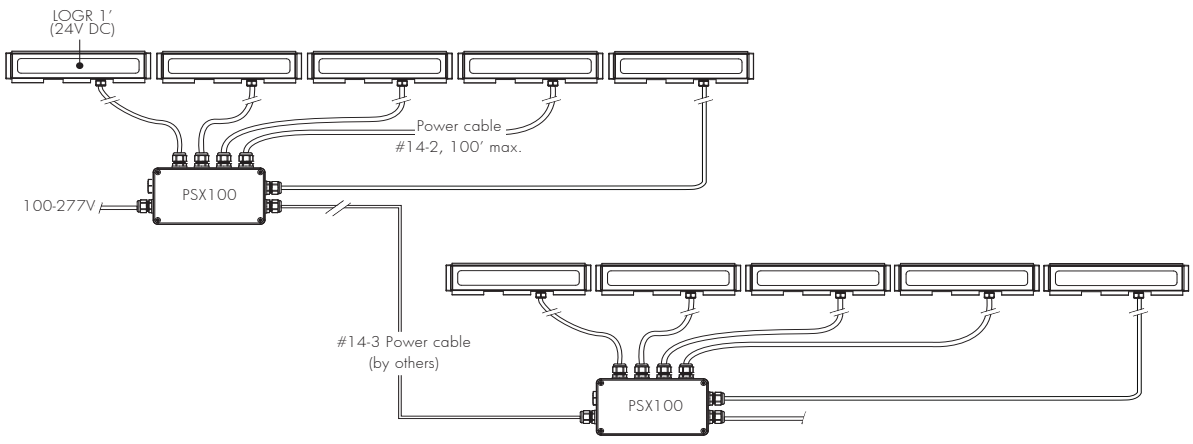 LOGR 1’
(24V DC)
Power cable
#14-2, 100’ max.
PSX100
100-277V
#14-3 Power cable
(by others)
PSX100